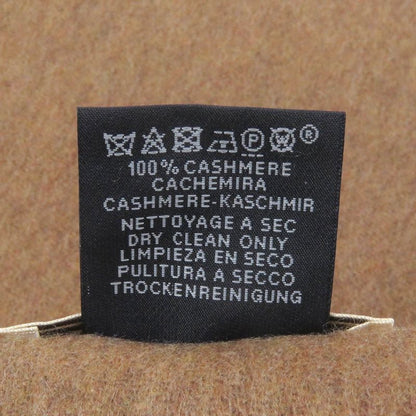 P W ®
100% CASHMERE
CACHEMIRA
CASHMERE-KASCHMIR
NETTOYAGE A SEC
DRY CLEAN ONLY
LIMPIEZA EN SECO
PULITURA A SECCO
TROCKENREINIGUNG